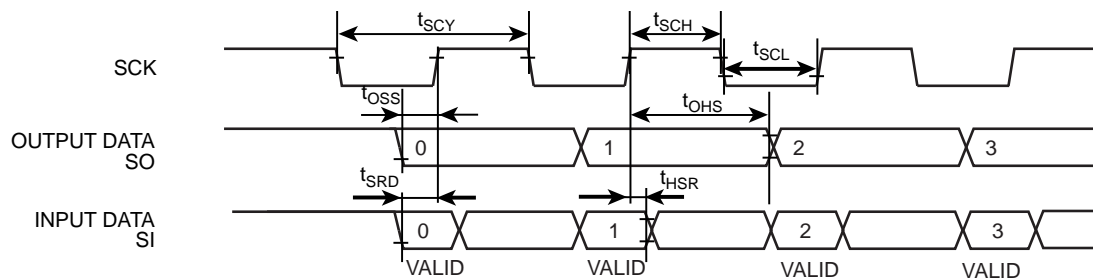 tSCY
tSCH
tSCL
SCK
tOSS
tOHS
OUTPUT DATA
SO
0
1
2
3
tSRD
tHSR
INPUT DATA
SI
0
1
2
3
VALID
VALID
VALID
VALID